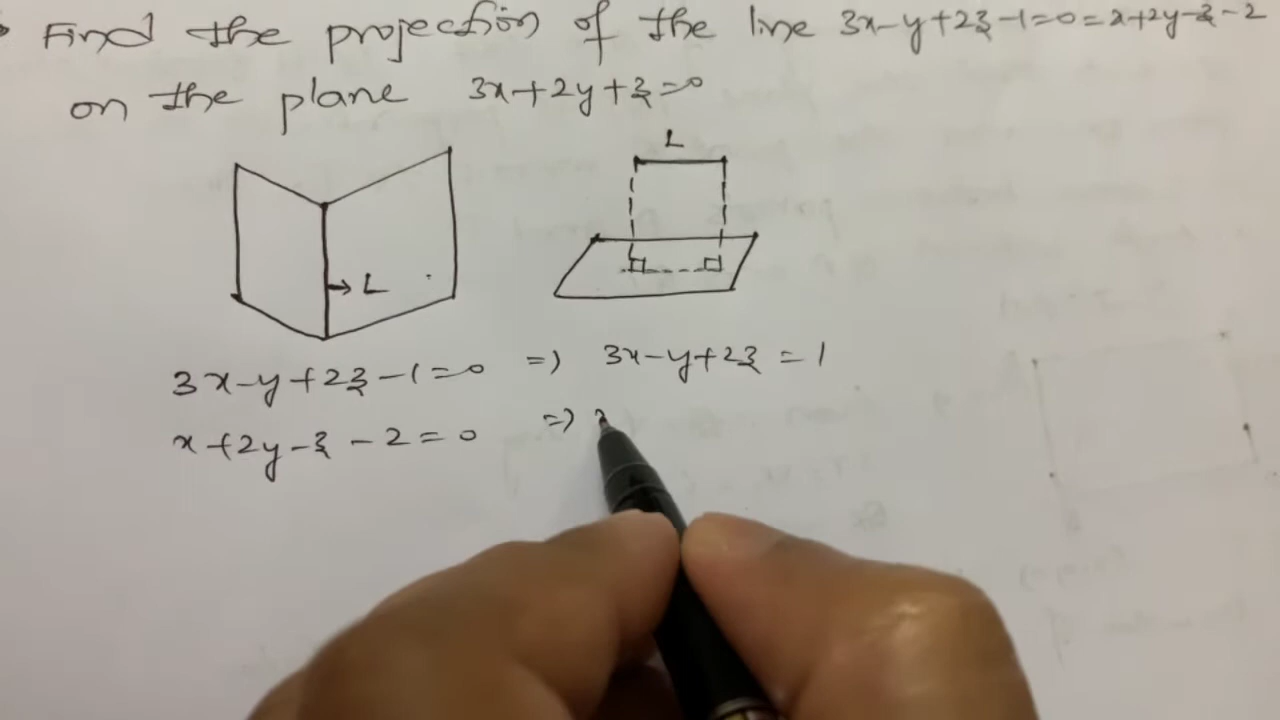 Find the projection of the line 3x-y+2z-1=0=x+2y-z-2
on the plane 3x+2y+z=0
L
→ L
3x-y+2z-1=0 => 3x-y+2z=1
x+2y-z-2=0 =>